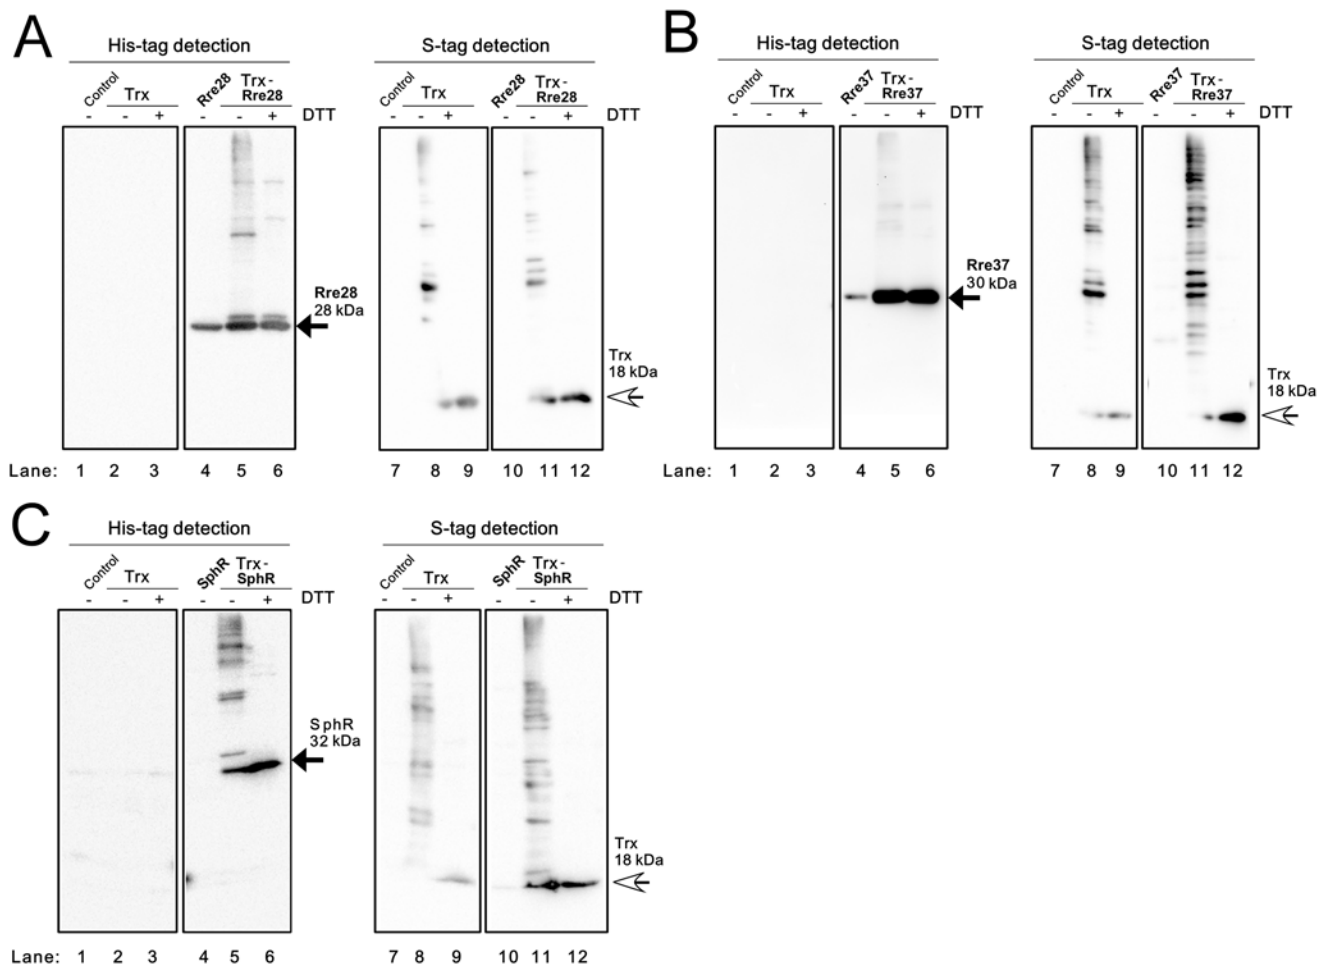 A
His-tag detection
S-tag detection
Control
Trx
Rre28
Trx-
Rre28
Control
Trx
Rre28
Trx-
Rre28
- - + - - + DTT
- - + - - + DTT
Rre28
28 kDa
Trx
18 kDa
Lane: 1 2 3 4 5 6 7 8 9 10 11 12
B
His-tag detection
S-tag detection
Control
Trx
Rre37
Trx-
Rre37
Control
Trx
Rre37
Trx-
Rre37
- - + - - + DTT
- - + - - + DTT
Rre37
30 kDa
Trx
18 kDa
Lane: 1 2 3 4 5 6 7 8 9 10 11 12
C
His-tag detection
S-tag detection
Control
Trx
SphR
Trx-
SphR
Control
Trx
SphR
Trx-
SphR
- - + - - + DTT
- - + - - + DTT
SphR
32 kDa
Trx
18 kDa
Lane: 1 2 3 4 5 6 7 8 9 10 11 12